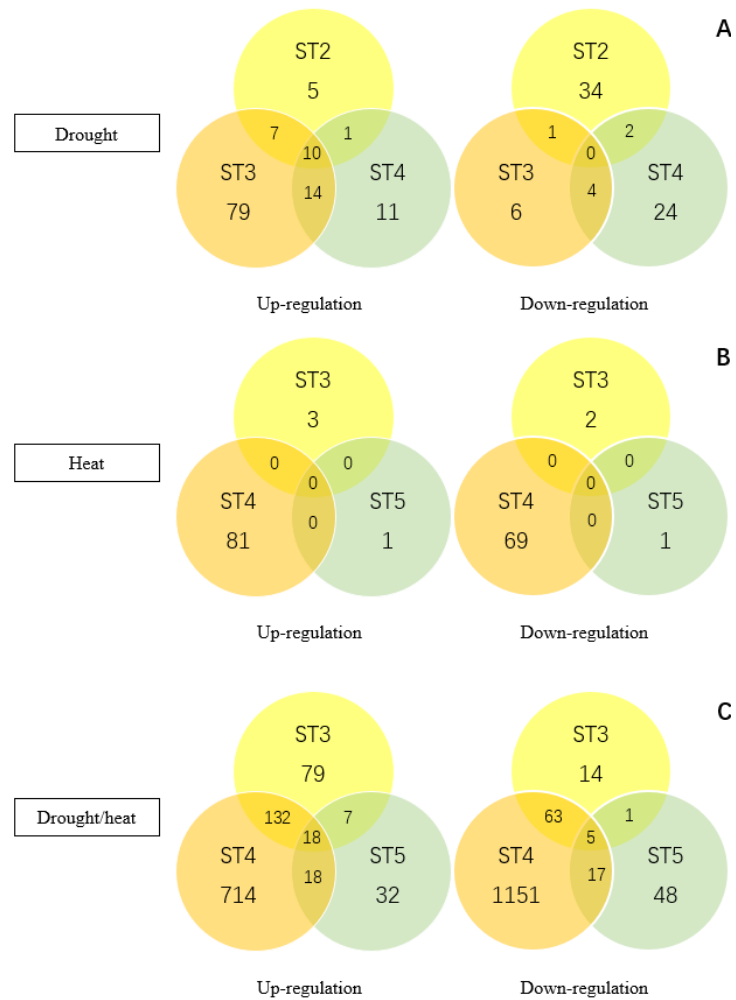 A
ST2
5
ST2
34
Drought
7
1
1
2
10
0
ST3
ST4
ST3
ST4
14
4
79
11
6
24
Up-regulation
Down-regulation
B
ST3
3
ST3
2
Heat
0
0
0
0
0
0
ST4
ST5
ST4
ST5
0
0
81
1
69
1
Up-regulation
Down-regulation
C
ST3
79
ST3
14
Drought/heat
132
7
63
1
18
5
ST4
ST5
ST4
ST5
18
17
714
32
1151
48
Up-regulation
Down-regulation